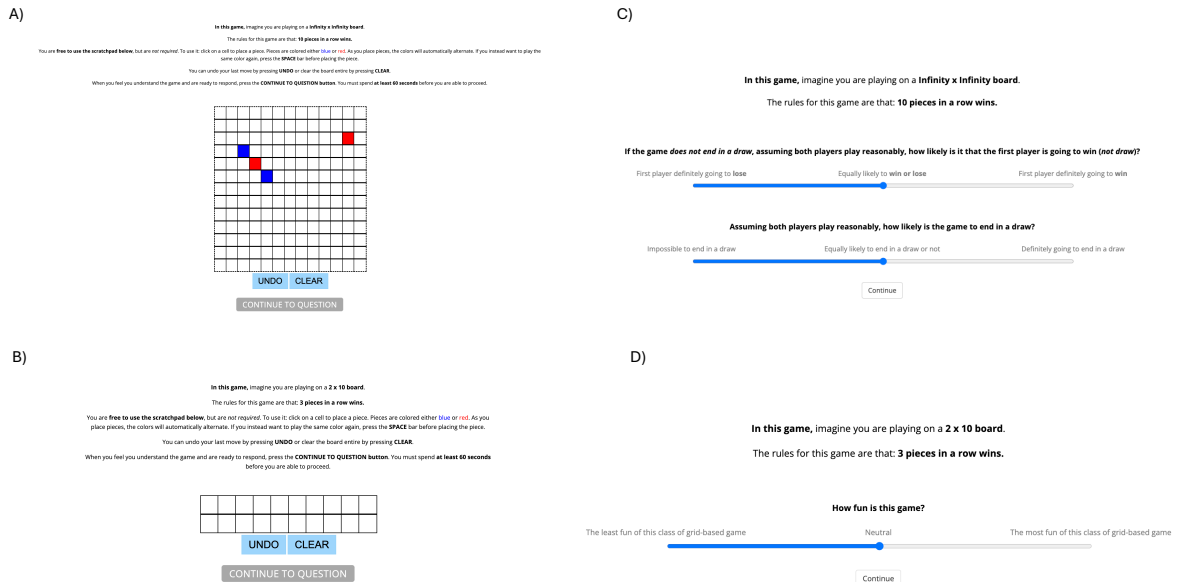 A)
In this game, imagine you are playing on a Infinity x Infinity board.
The rules for this game are that: 10 pieces in a row wins.
You are free to use the scratchpad below, but are not required. To use it: click on a cell to place a piece. Pieces are colored either blue or red. As you place pieces, the colors will automatically alternate. If you instead want to play the
same color again, press the SPACE bar before placing the piece.
You can undo your last move by pressing UNDO or clear the board entire by pressing CLEAR.
When you feel you understand the game and are ready to respond, press the CONTINUE TO QUESTION button. You must spend at least 60 seconds before you are able to proceed.
UNDO CLEAR
CONTINUE TO QUESTION
B)
In this game, imagine you are playing on a 2 x 10 board.
The rules for this game are that: 3 pieces in a row wins.
You are free to use the scratchpad below, but are not required. To use it: click on a cell to place a piece. Pieces are colored either blue or red. As you
place pieces, the colors will automatically alternate. If you instead want to play the same color again, press the SPACE bar before placing the piece.
You can undo your last move by pressing UNDO or clear the board entire by pressing CLEAR.
When you feel you understand the game and are ready to respond, press the CONTINUE TO QUESTION button. You must spend at least 60 seconds
before you are able to proceed.
UNDO CLEAR
CONTINUE TO QUESTION
C)
In this game, imagine you are playing on a Infinity x Infinity board.
The rules for this game are that: 10 pieces in a row wins.
If the game does not end in a draw, assuming both players play reasonably, how likely is it that the first player is going to win (not draw)?
First player definitely going to lose Equally likely to win or lose First player definitely going to win
Assuming both players play reasonably, how likely is the game to end in a draw?
Impossible to end in a draw Equally likely to end in a draw or not Definitely going to end in a draw
Continue
D)
In this game, imagine you are playing on a 2 x 10 board.
The rules for this game are that: 3 pieces in a row wins.
How fun is this game?
The least fun of this class of grid-based game Neutral The most fun of this class of grid-based game
Continue